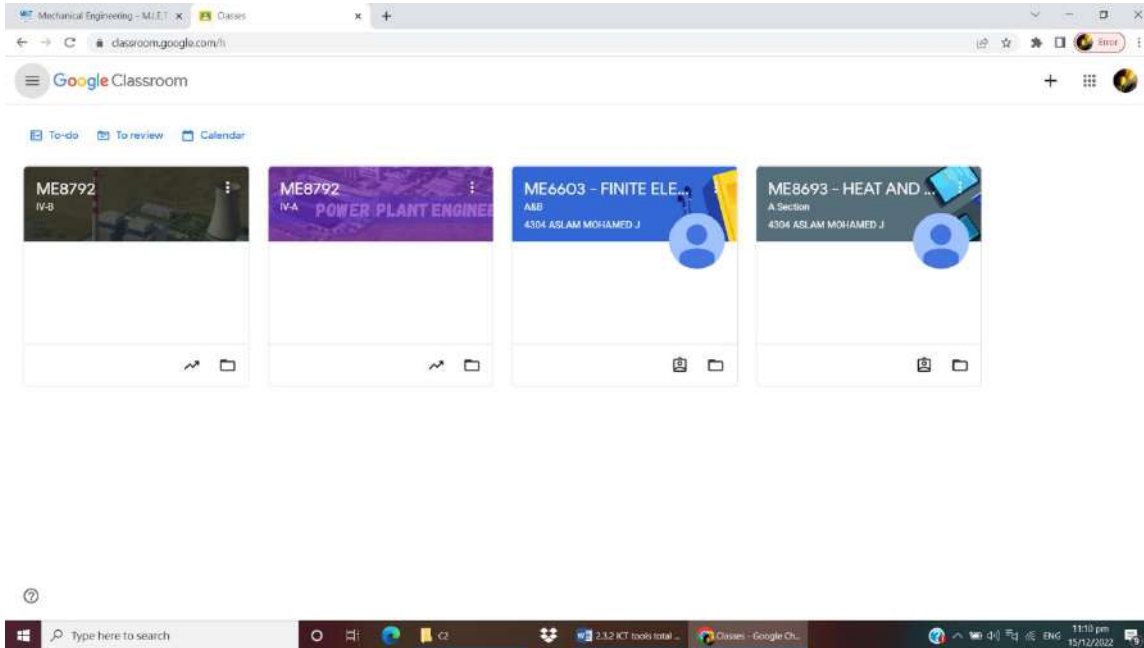 Mechanical Engineering - M.I.E.T
Classes
classroom.google.com/h
Error
Google Classroom
To-do To review Calendar
ME8792
IV-B
ME8792
IV-A
POWER PLANT ENGINEE
ME6603 - FINITE ELE...
A&B
4304 ASLAM MOHAMED J
ME8693 - HEAT AND ...
A Section
4304 ASLAM MOHAMED J
Type here to search
C2
2.3.2 ICT tools total ...
Classes - Google Ch...
ENG
11:10 pm
15/12/2022